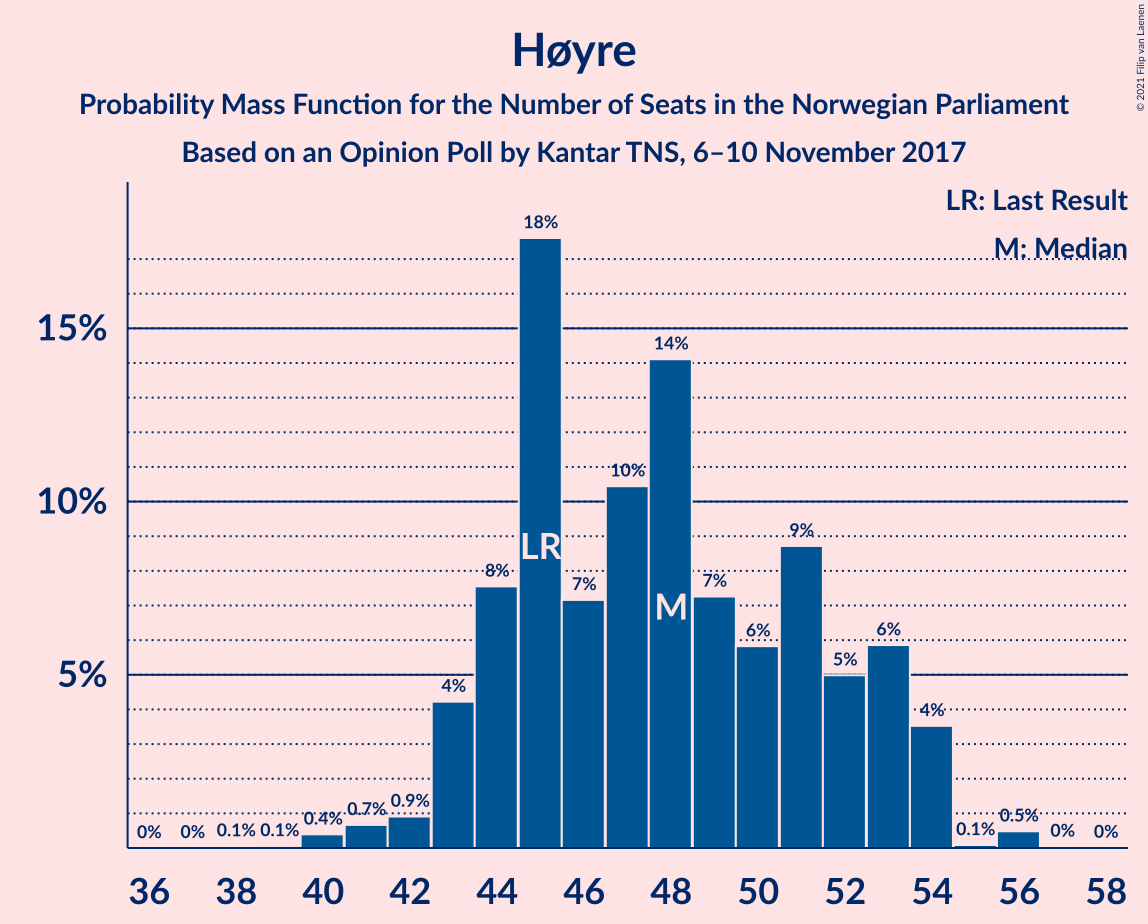 Høyre
Probability Mass Function for the Number of Seats in the Norwegian Parliament
Based on an Opinion Poll by Kantar TNS, 6–10 November 2017
© 2021 Filip van Laenen
LR: Last Result
M: Median
15%
10%
5%
0%
0%
0.1%
0.1%
0.4%
0.7%
0.9%
4%
8%
18%
LR
7%
10%
14%
M
7%
6%
9%
5%
6%
4%
0.1%
0.5%
0%
0%
36 38 40 42 44 46 48 50 52 54 56 58